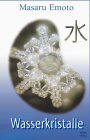 Masaru Emoto
水
Wasserkristalle